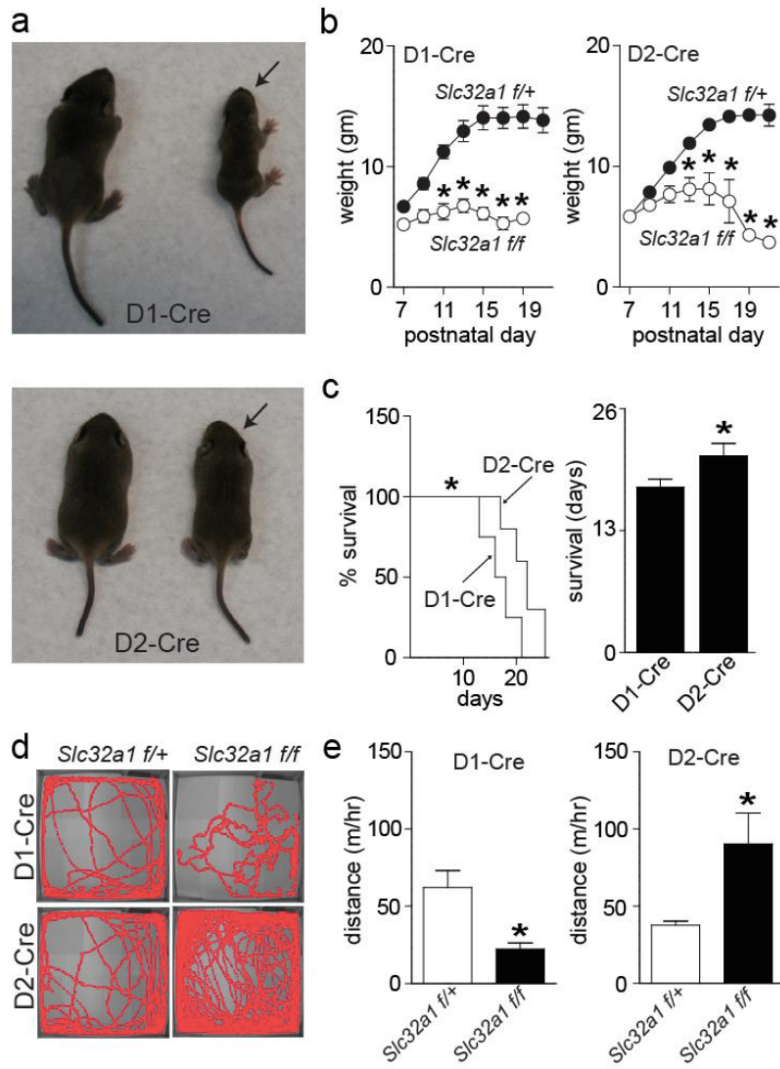 a
D1-Cre
D2-Cre
b
D1-Cre
Slc32a1 f/+
Slc32a1 f/f
weight (gm)
20
10
0
7 11 15 19
postnatal day
* * * * *
D2-Cre
Slc32a1 f/+
Slc32a1 f/f
weight (gm)
20
10
0
7 11 15 19
postnatal day
* * * * *
c
% survival
150
100
50
0
10 20
days
*
D2-Cre
D1-Cre
survival (days)
26
13
0
*
D1-Cre
D2-Cre
d
Slc32a1 f/+ Slc32a1 f/f
D1-Cre
D2-Cre
e
D1-Cre
distance (m/hr)
150
100
50
0
*
Slc32a1 f/+
Slc32a1 f/f
D2-Cre
distance (m/hr)
150
100
50
0
*
Slc32a1 f/+
Slc32a1 f/f